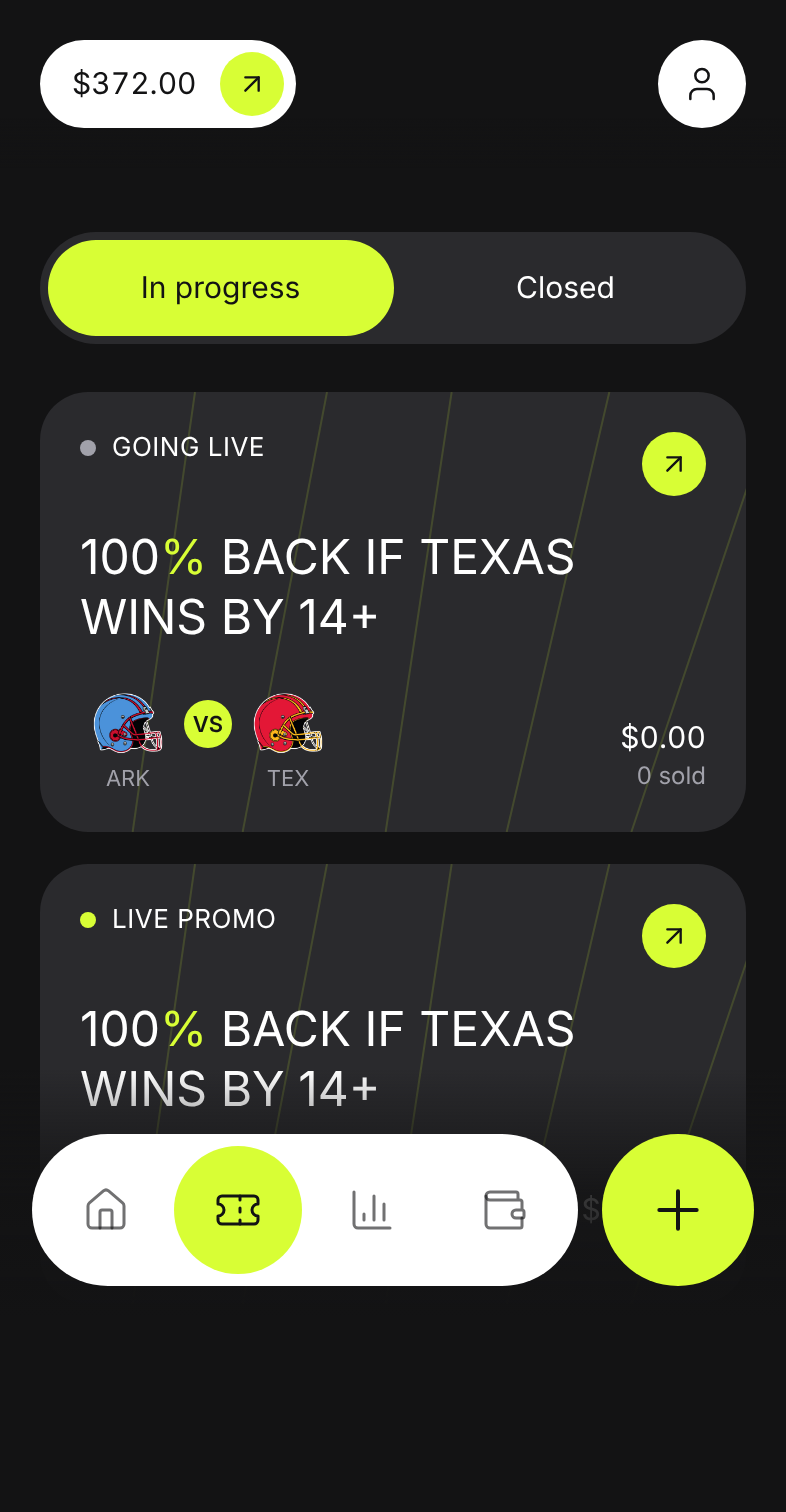 $372.00
In progress
Closed
GOING LIVE
100% BACK IF TEXAS
WINS BY 14+
VS
ARK
TEX
$0.00
0 sold
LIVE PROMO
100% BACK IF TEXAS
WINS BY 14+
$